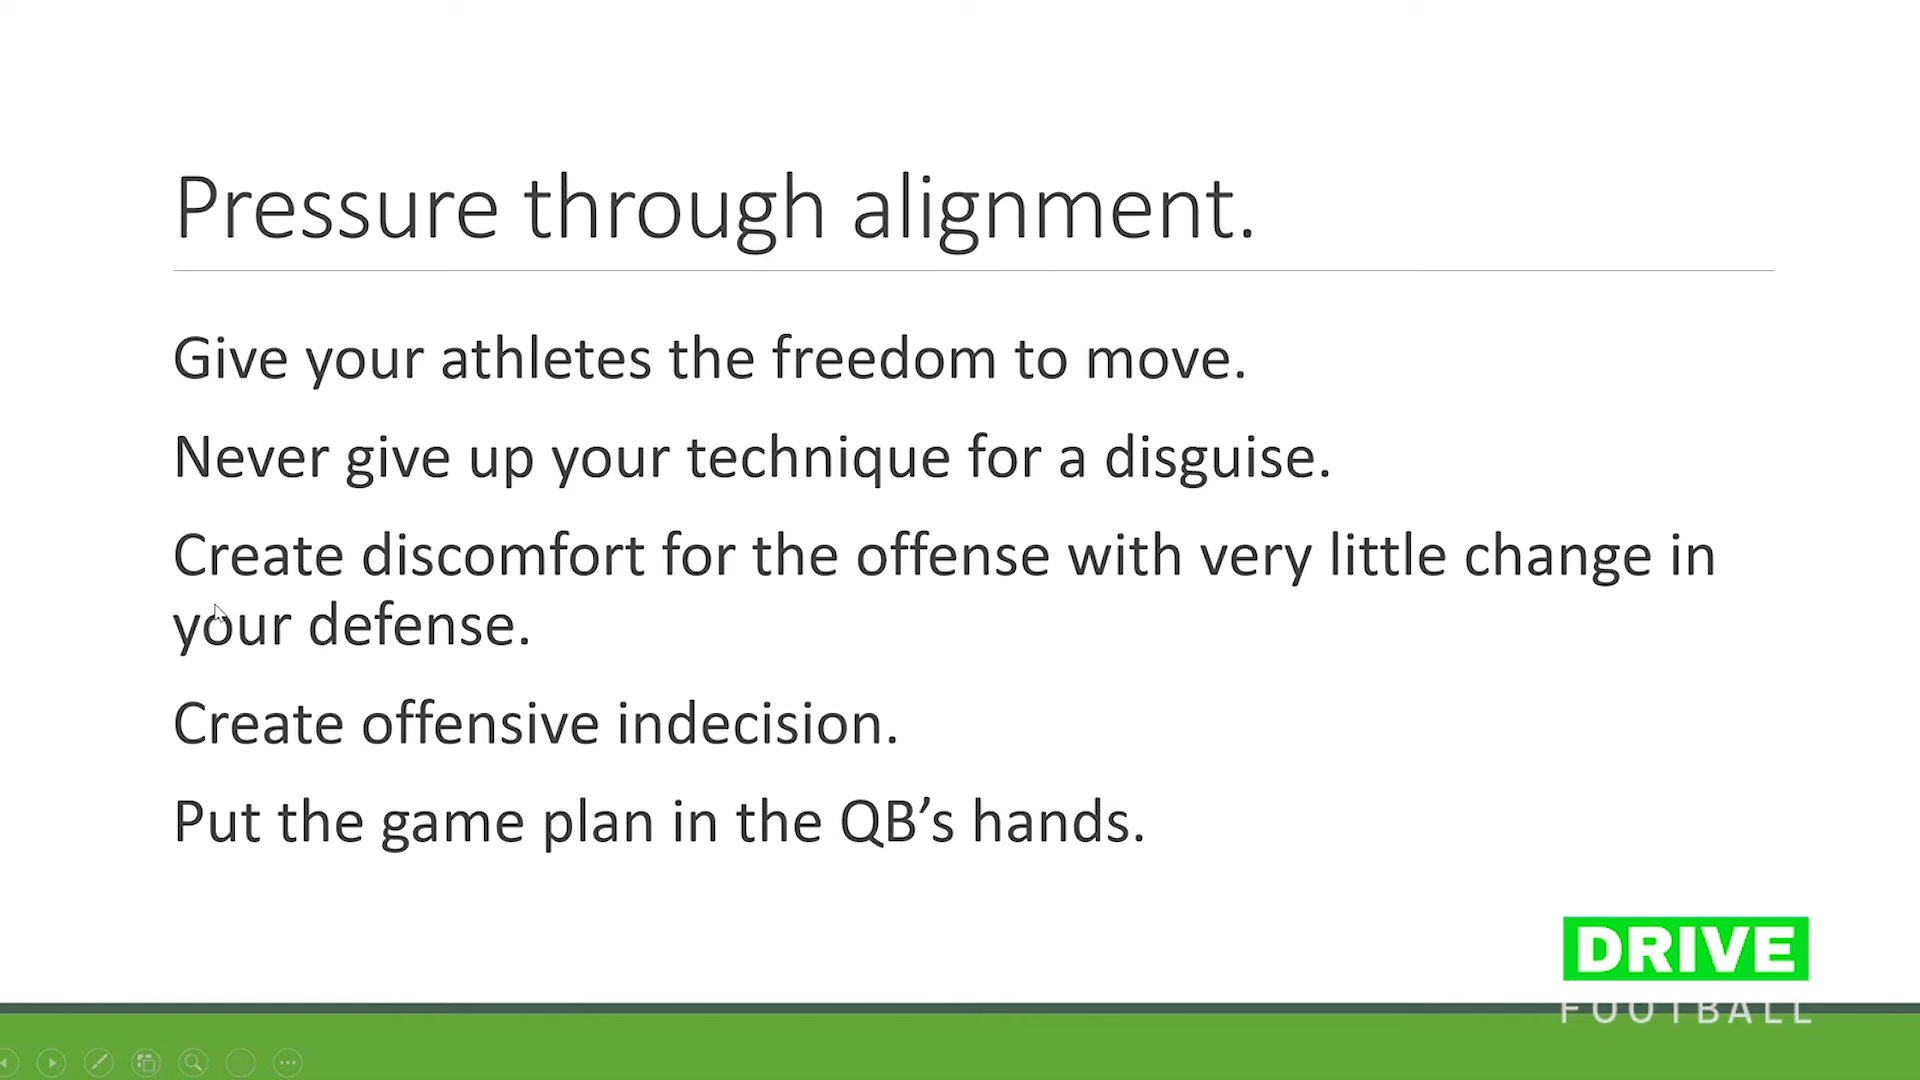 Pressure through alignment.
Give your athletes the freedom to move.
Never give up your technique for a disguise.
Create discomfort for the offense with very little change in
your defense.
Create offensive indecision.
Put the game plan in the QB’s hands.
DRIVE
FOOTBALL